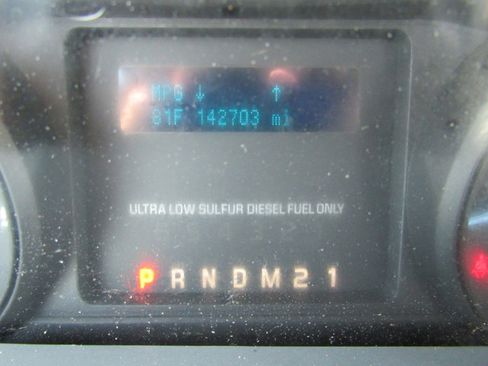 MPG ↓ ↑
81F 142703 mi
ULTRA LOW SULFUR DIESEL FUEL ONLY
P R N D M 2 1